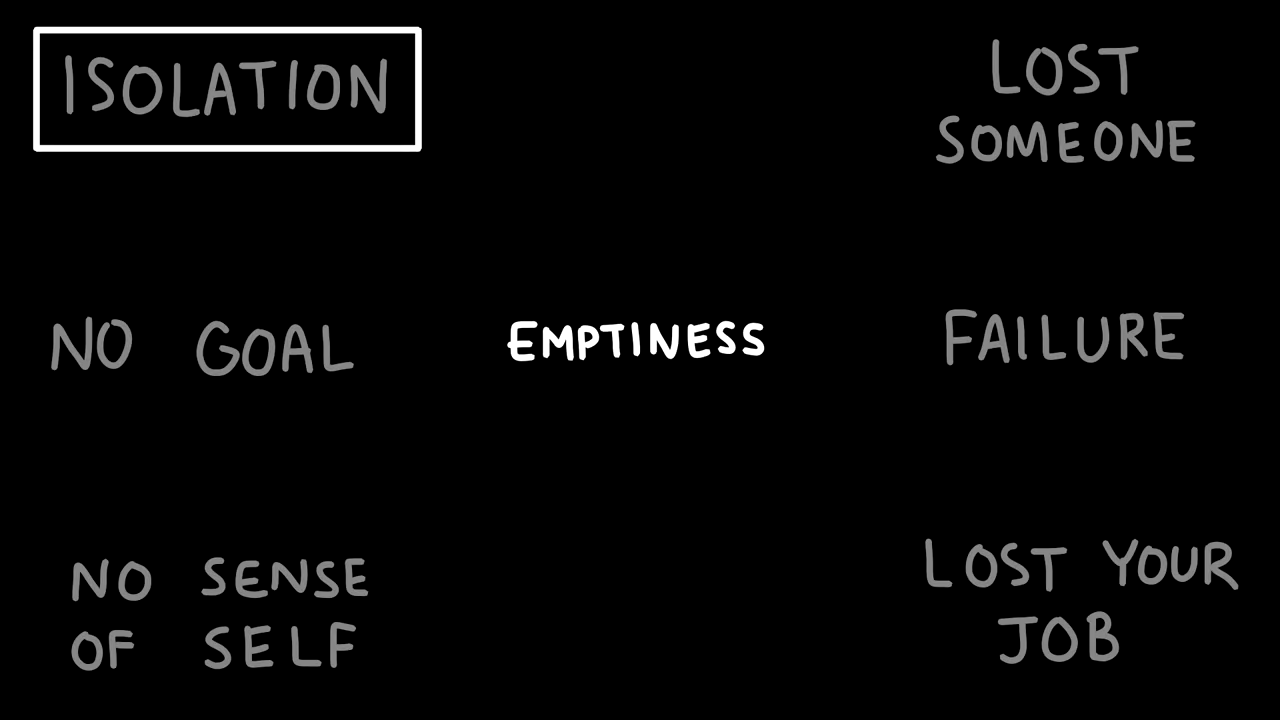 ISOLATION
LOST
SOMEONE
NO GOAL
EMPTINESS
FAILURE
NO SENSE
OF SELF
LOST YOUR
JOB